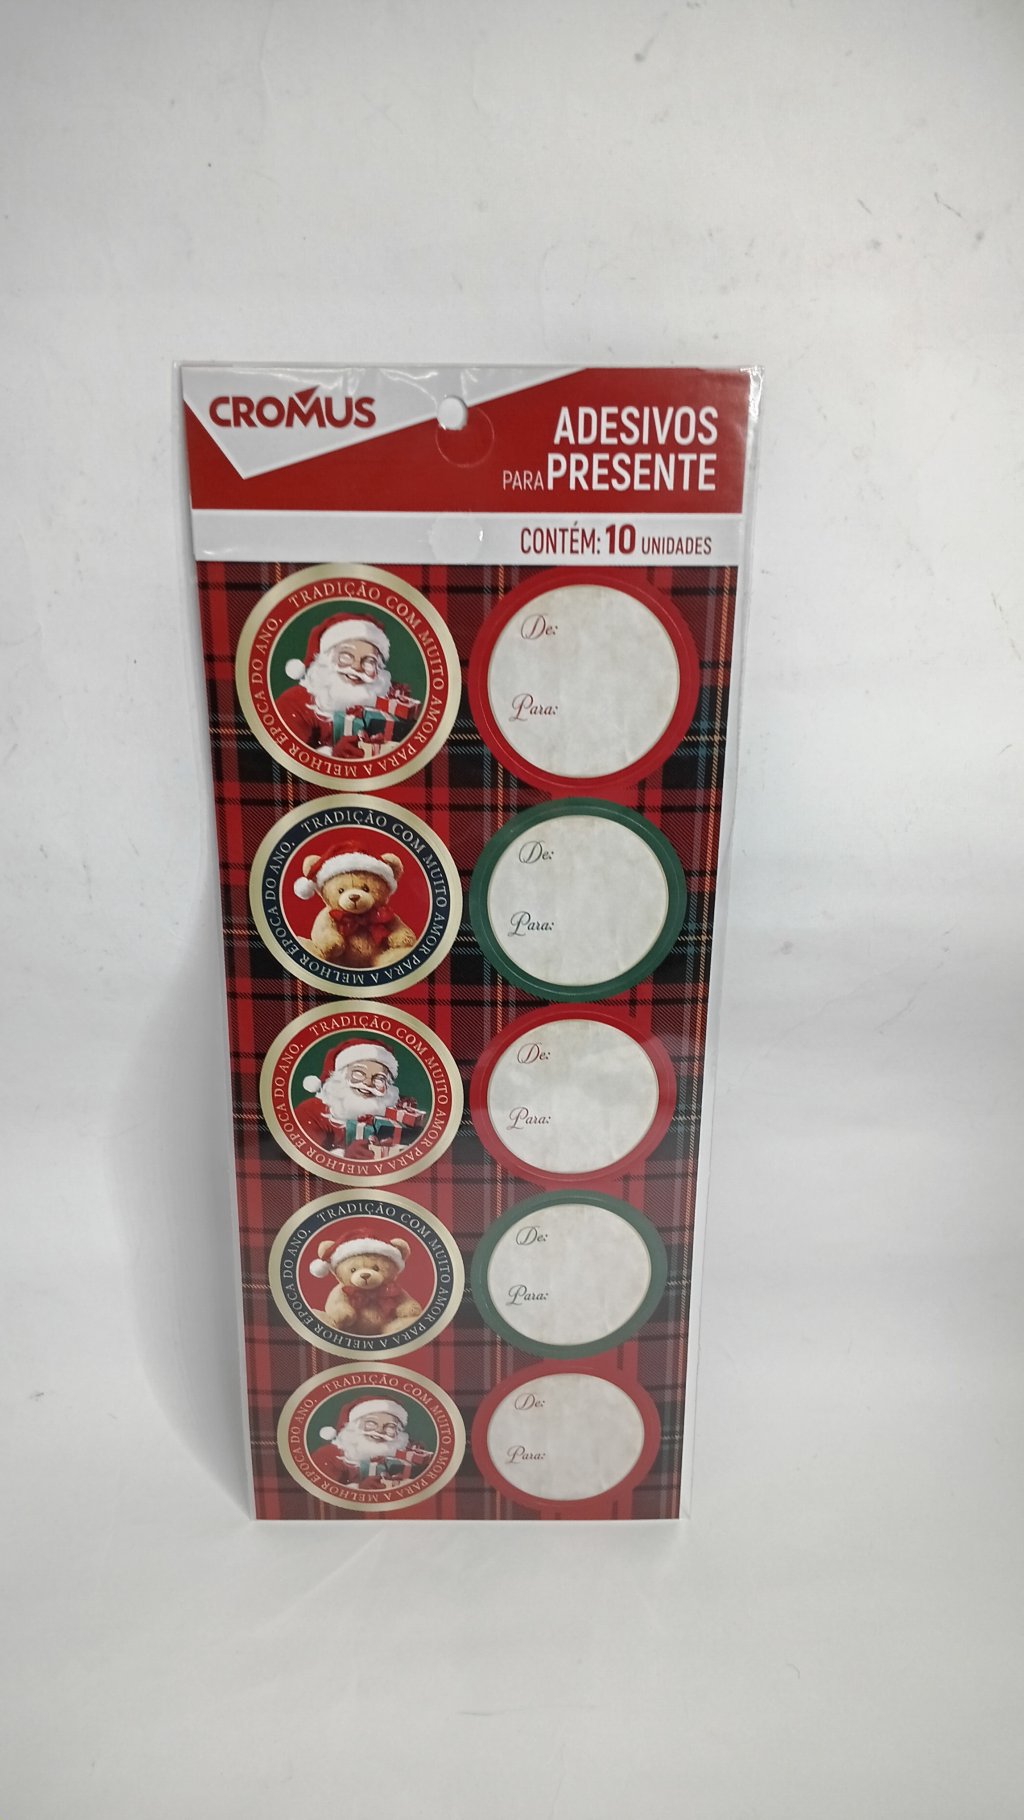 CROMUS
ADESIVOS
PARA PRESENTE
CONTÉM: 10 UNIDADES
TRADIÇÃO COM MUITO AMOR PARA A MELHOR ÉPOCA DO ANO.
De:
Para:
TRADIÇÃO COM MUITO AMOR PARA A MELHOR ÉPOCA DO ANO.
De:
Para:
TRADIÇÃO COM MUITO AMOR PARA A MELHOR ÉPOCA DO ANO.
De:
Para:
TRADIÇÃO COM MUITO AMOR PARA A MELHOR ÉPOCA DO ANO.
De:
Para:
TRADIÇÃO COM MUITO AMOR PARA A MELHOR ÉPOCA DO ANO.
De:
Para: